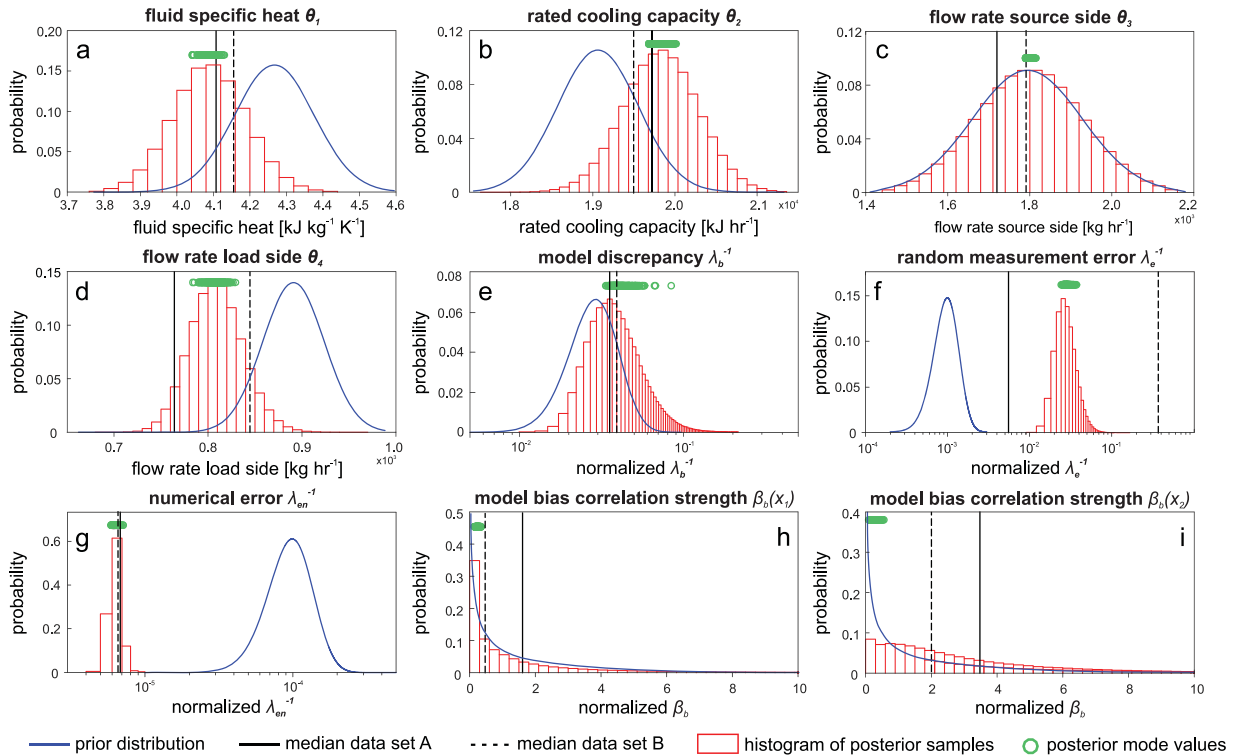 fluid specific heat θ₁
a
probability
0.20
0.15
0.10
0.05
0.00
3.7 3.8 3.9 4.0 4.1 4.2 4.3 4.4 4.5 4.6
fluid specific heat [kJ kg⁻¹ K⁻¹]
rated cooling capacity θ₂
b
probability
0.12
0.08
0.04
0
1.8 1.9 2.0 2.1
x10⁴
rated cooling capacity [kJ hr⁻¹]
flow rate source side θ₃
c
probability
0.12
0.08
0.04
0
1.4 1.6 1.8 2.0 2.2
x10³
flow rate source side [kg hr⁻¹]
flow rate load side θ₄
d
probability
0.15
0.10
0.05
0.00
0.7 0.8 0.9 1.0
x10³
flow rate load side [kg hr⁻¹]
model discrepancy λb⁻¹
e
probability
0.08
0.06
0.04
0.02
0
10⁻² 10⁻¹
normalized λb⁻¹
random measurement error λe⁻¹
f
probability
0.15
0.10
0.05
0.00
10⁻⁴ 10⁻³ 10⁻² 10⁻¹
normalized λe⁻¹
numerical error λen⁻¹
g
probability
0.6
0.4
0.2
0
10⁻⁵ 10⁻⁴
normalized λen⁻¹
model bias correlation strength βb(x₁)
h
probability
0.5
0.4
0.3
0.2
0.1
0
0 2 4 6 8 10
normalized βb
model bias correlation strength βb(x₂)
i
probability
0.4
0.3
0.2
0.1
0
0 2 4 6 8 10
normalized βb
prior distribution median data set A median data set B histogram of posterior samples posterior mode values